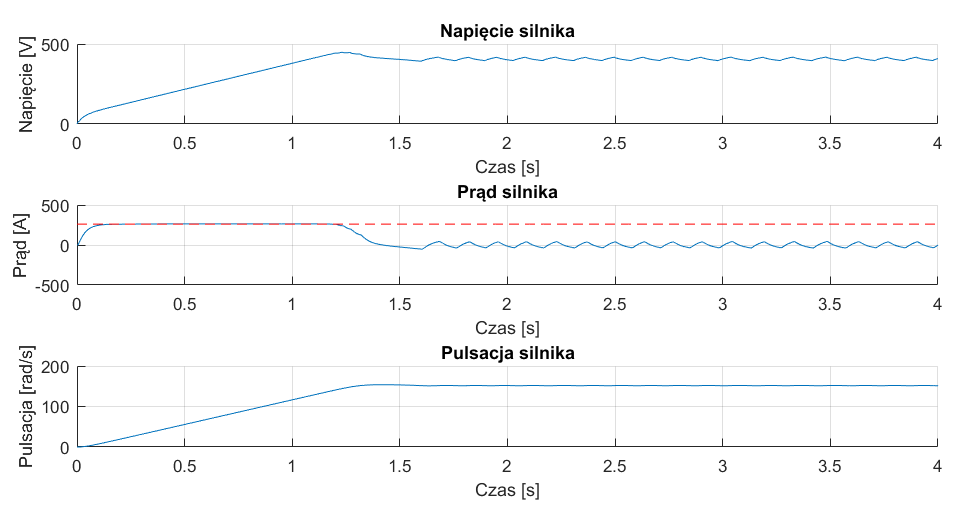 Napięcie silnika
Napięcie [V]
500
0
0 0.5 1 1.5 2 2.5 3 3.5 4
Czas [s]
Prąd silnika
Prąd [A]
500
0
-500
0 0.5 1 1.5 2 2.5 3 3.5 4
Czas [s]
Pulsacja silnika
Pulsacja [rad/s]
200
100
0
0 0.5 1 1.5 2 2.5 3 3.5 4
Czas [s]